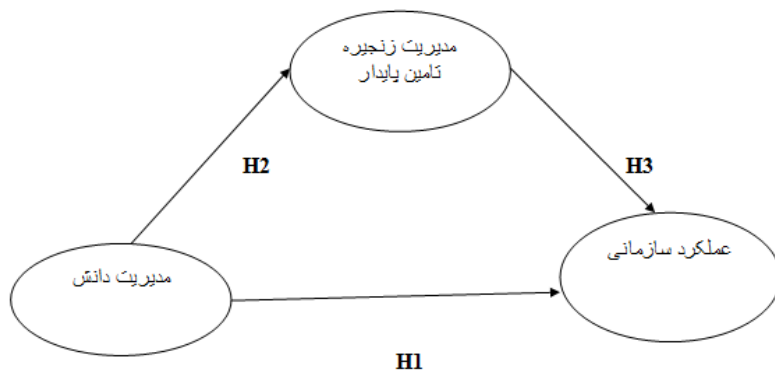 مدیریت زنجیره
تامین پایدار
H2
H3
عملکرد سازمانی
مدیریت دانش
H1